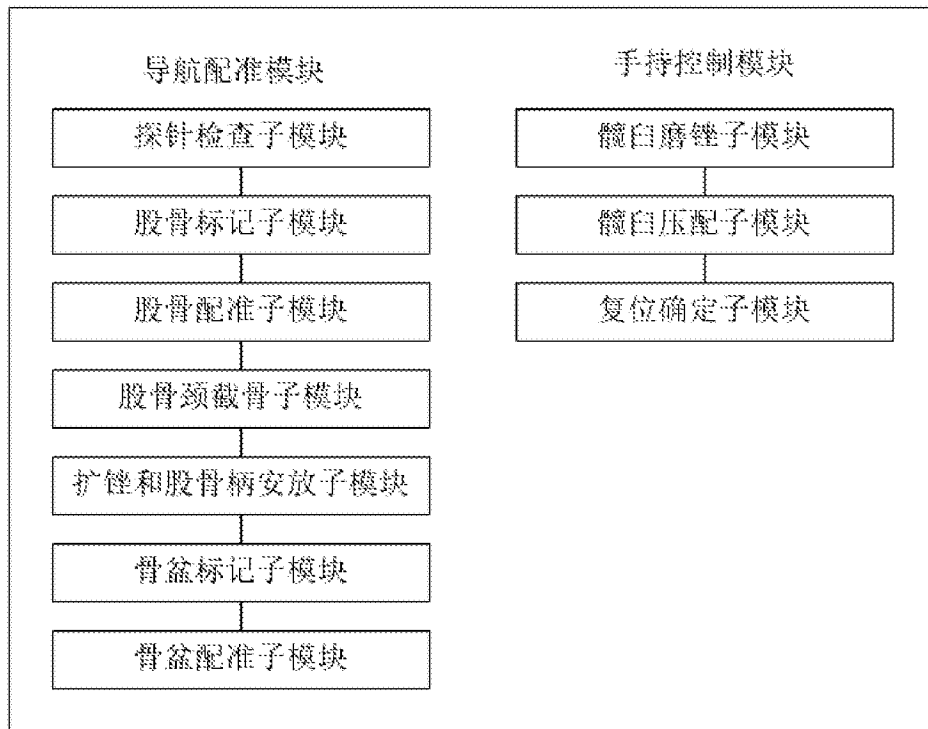 导航配准模块
探针检查子模块
股骨标记子模块
股骨配准子模块
股骨颈截骨子模块
扩锉和股骨柄安放子模块
骨盆标记子模块
骨盆配准子模块
手持控制模块
髋臼磨锉子模块
髋臼压配子模块
复位确定子模块